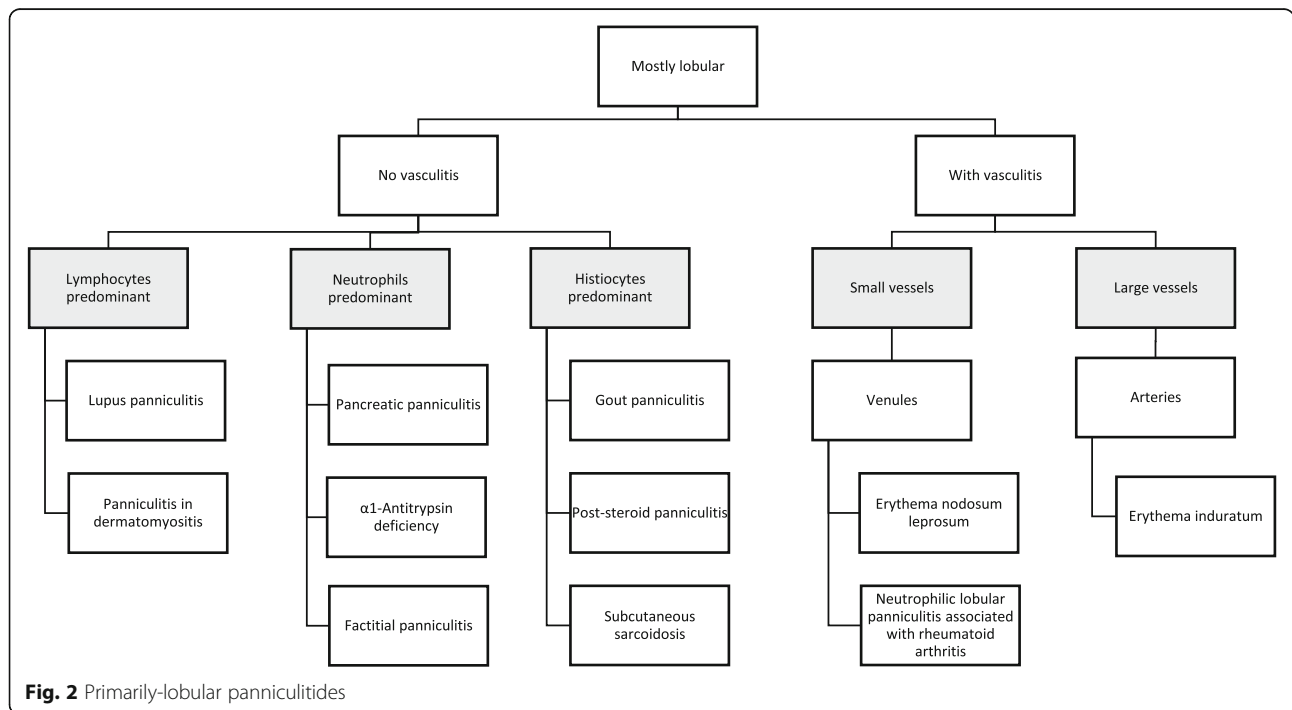 Mostly lobular
No vasculitis
With vasculitis
Lymphocytes
predominant
Neutrophils
predominant
Histiocytes
predominant
Small vessels
Large vessels
Lupus panniculitis
Pancreatic panniculitis
Gout panniculitis
Venules
Arteries
Panniculitis in
dermatomyositis
α1-Antitrypsin
deficiency
Post-steroid panniculitis
Erythema nodosum
leprosum
Erythema induratum
Factitial panniculitis
Subcutaneous
sarcoidosis
Neutrophilic lobular
panniculitis associated
with rheumatoid
arthritis
Fig. 2 Primarily-lobular panniculitides